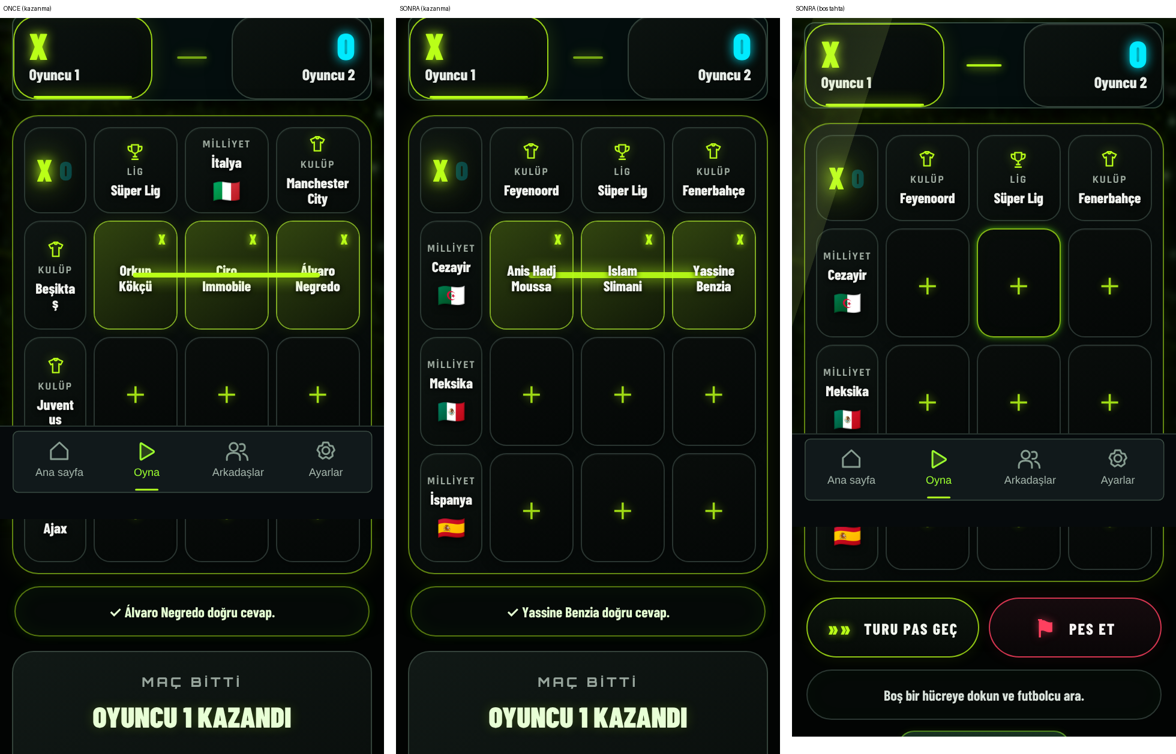 ONCE (kazanma)
X
O
Oyuncu 1
Oyuncu 2
X O
LİG
Süper Lig
MİLLİYET
İtalya
KULÜP
Manchester
City
KULÜP
Beşikta
ş
X
Orkun
Kökçü
X
Ciro
Immobile
X
Álvaro
Negredo
KULÜP
Juvent
us
+
+
+
Ana sayfa
Oyna
Arkadaşlar
Ayarlar
Ajax
✓ Álvaro Negredo doğru cevap.
MAÇ BİTTİ
OYUNCU 1 KAZANDI
SONRA (kazanma)
X
O
Oyuncu 1
Oyuncu 2
X O
KULÜP
Feyenoord
LİG
Süper Lig
KULÜP
Fenerbahçe
MİLLİYET
Cezayir
X
Anis Hadj
Moussa
X
Islam
Slimani
X
Yassine
Benzia
MİLLİYET
Meksika
+
+
+
MİLLİYET
İspanya
+
+
+
✓ Yassine Benzia doğru cevap.
MAÇ BİTTİ
OYUNCU 1 KAZANDI
SONRA (bos tahta)
X
O
Oyuncu 1
Oyuncu 2
X O
KULÜP
Feyenoord
LİG
Süper Lig
KULÜP
Fenerbahçe
MİLLİYET
Cezayir
+
+
+
MİLLİYET
Meksika
+
+
+
Ana sayfa
Oyna
Arkadaşlar
Ayarlar
»» TURU PAS GEÇ
PES ET
Boş bir hücreye dokun ve futbolcu ara.